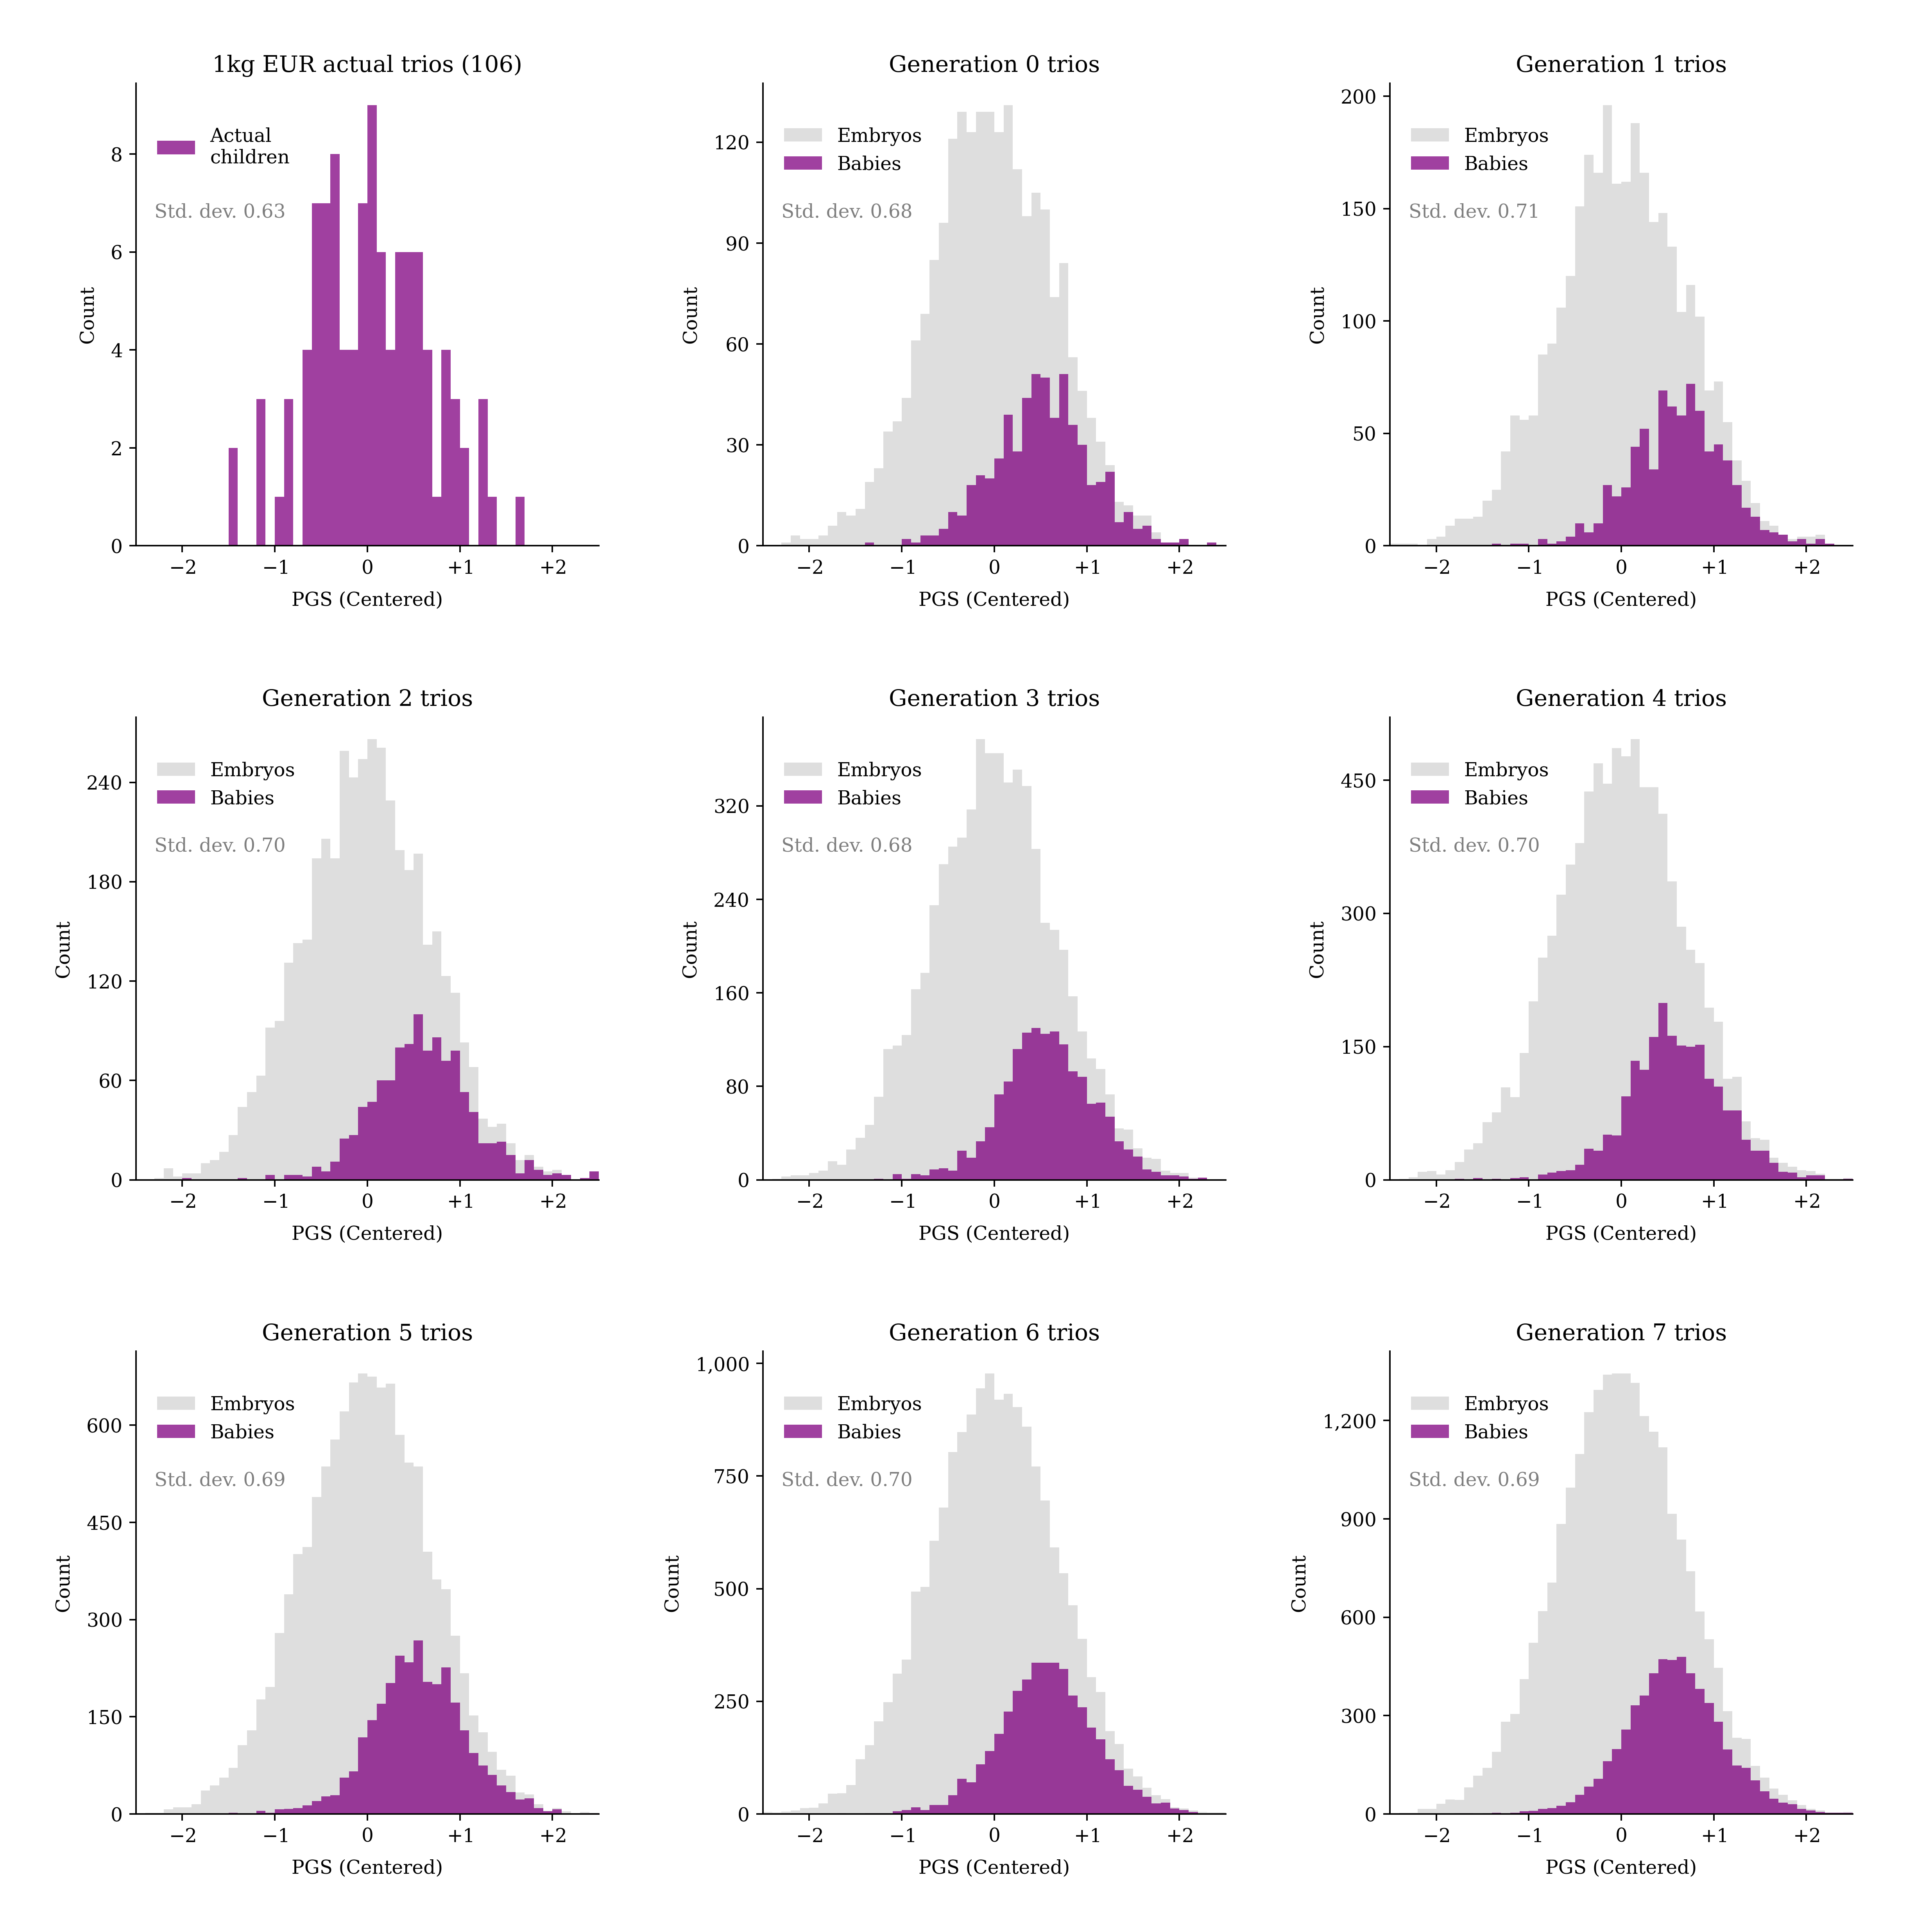 1kg EUR actual trios (106)
Actual
children
Std. dev. 0.63
8
6
4
2
0
Count
−2 −1 0 +1 +2
PGS (Centered)
Generation 0 trios
Embryos
Babies
Std. dev. 0.68
120
90
60
30
0
Count
−2 −1 0 +1 +2
PGS (Centered)
Generation 1 trios
Embryos
Babies
Std. dev. 0.71
200
150
100
50
0
Count
−2 −1 0 +1 +2
PGS (Centered)
Generation 2 trios
Embryos
Babies
Std. dev. 0.70
240
180
120
60
0
Count
−2 −1 0 +1 +2
PGS (Centered)
Generation 3 trios
Embryos
Babies
Std. dev. 0.68
320
240
160
80
0
Count
−2 −1 0 +1 +2
PGS (Centered)
Generation 4 trios
Embryos
Babies
Std. dev. 0.70
450
300
150
0
Count
−2 −1 0 +1 +2
PGS (Centered)
Generation 5 trios
Embryos
Babies
Std. dev. 0.69
600
450
300
150
0
Count
−2 −1 0 +1 +2
PGS (Centered)
Generation 6 trios
Embryos
Babies
Std. dev. 0.70
1,000
750
500
250
0
Count
−2 −1 0 +1 +2
PGS (Centered)
Generation 7 trios
Embryos
Babies
Std. dev. 0.69
1,200
900
600
300
0
Count
−2 −1 0 +1 +2
PGS (Centered)